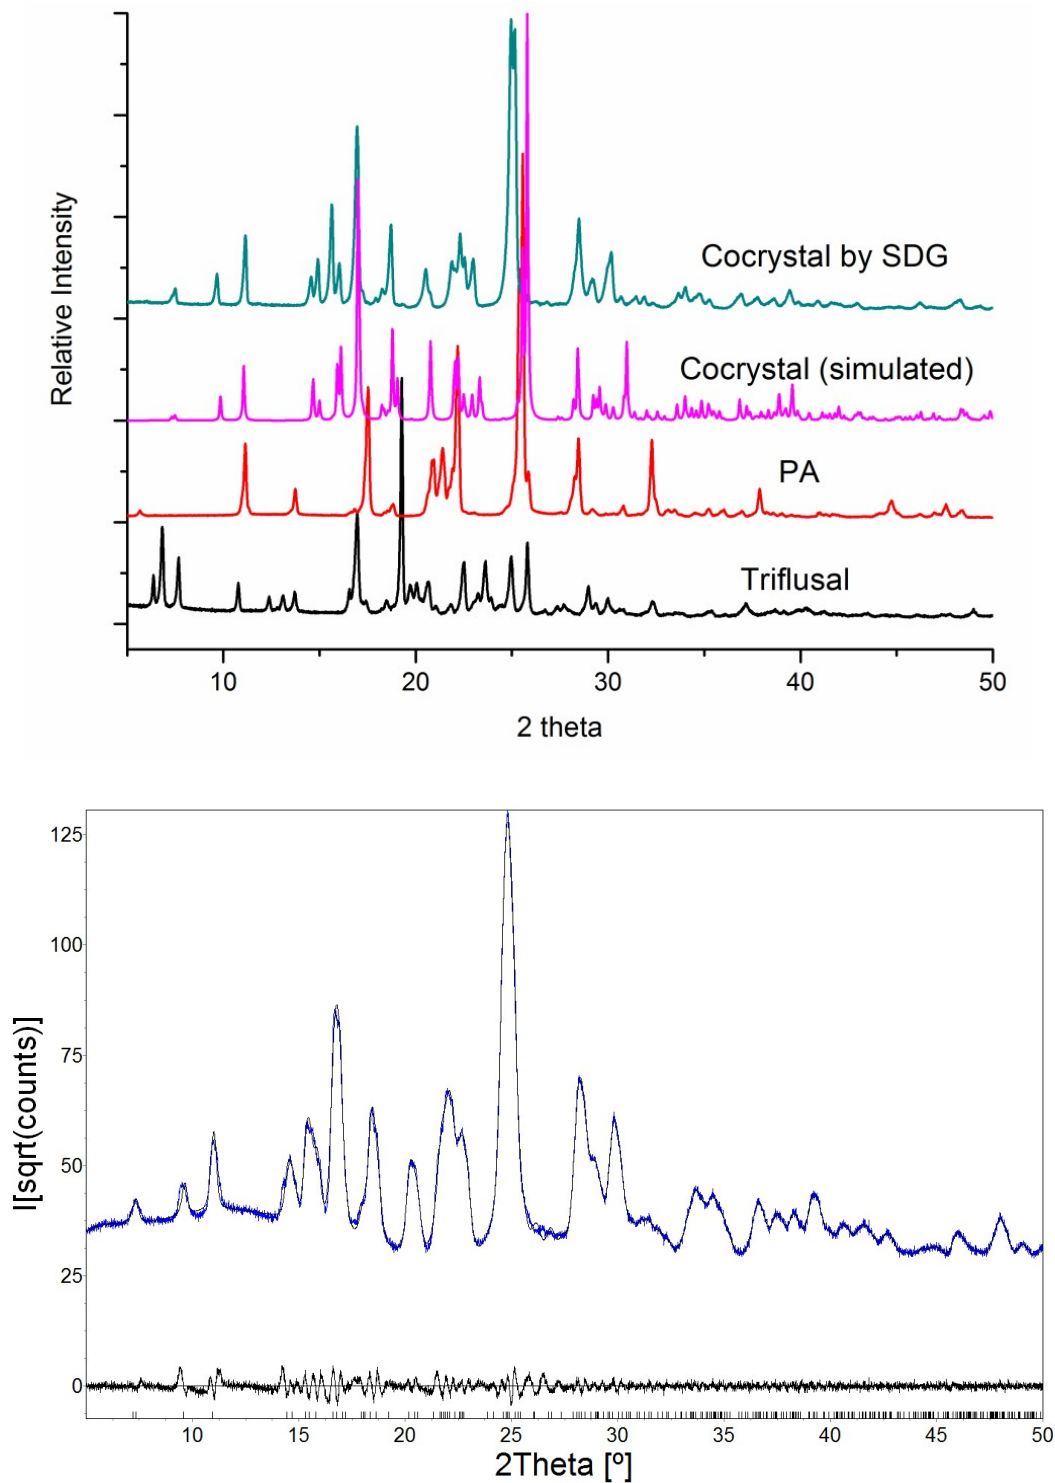 Relative Intensity
Cocrystal by SDG
Cocrystal (simulated)
PA
Triflusal
10 20 30 40 50
2 theta
I[sqrt(counts)]
125
100
75
50
25
0
10 15 20 25 30 35 40 45 50
2Theta [º]